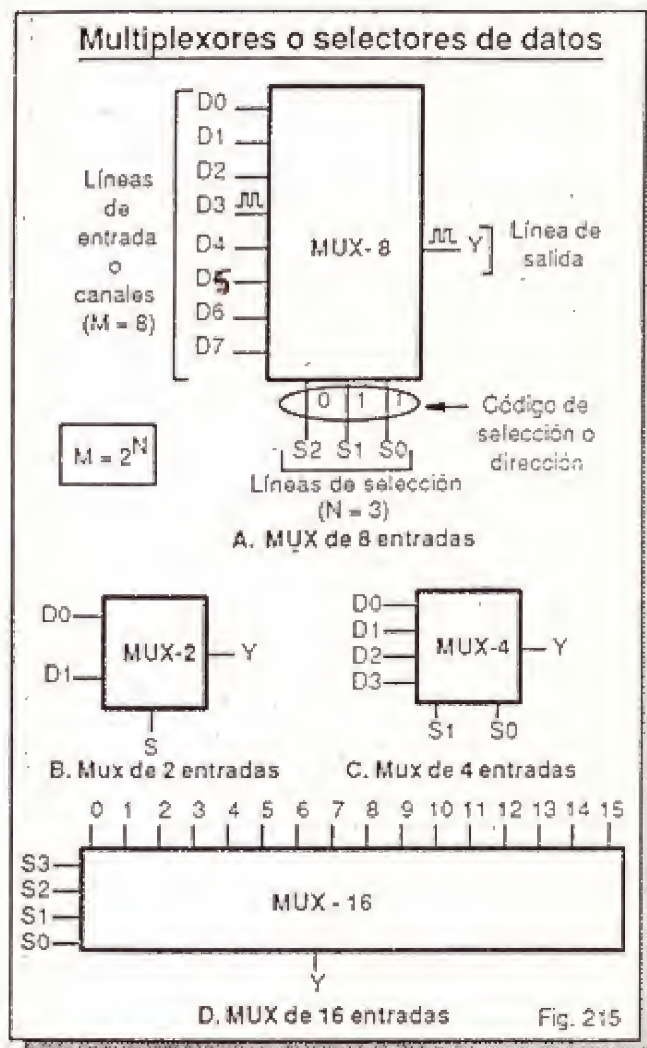 Multiplexores o selectores de datos
D0
D1
D2
D3
D4
D5
D6
D7
Líneas
de
entrada
o
canales
(M = 8)
MUX- 8
Y
Línea de
salida
0 1 1
Código de
selección o
dirección
S2 S1 S0
Líneas de selección
(N = 3)
M = 2^N
A. MUX de 8 entradas
D0
D1
MUX-2
Y
S
B. Mux de 2 entradas
D0
D1
D2
D3
MUX-4
Y
S1 S0
C. Mux de 4 entradas
0 1 2 3 4 5 6 7 8 9 10 11 12 13 14 15
S3
S2
S1
S0
MUX - 16
Y
D. MUX de 16 entradas
Fig. 215